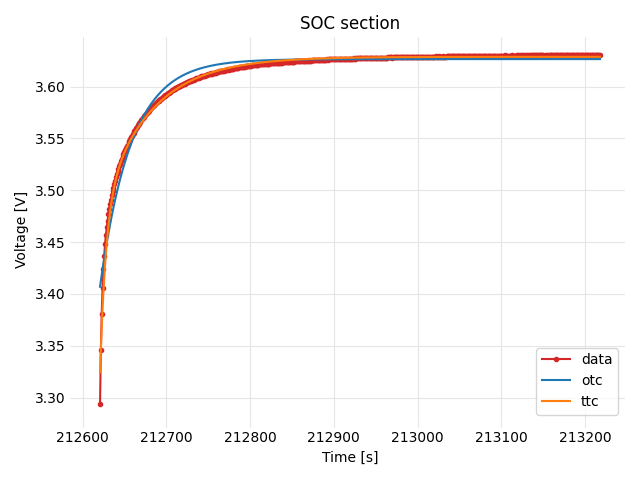 SOC section
3.60
3.55
3.50
3.45
3.40
3.35
3.30
Voltage [V]
data
otc
ttc
212600 212700 212800 212900 213000 213100 213200
Time [s]